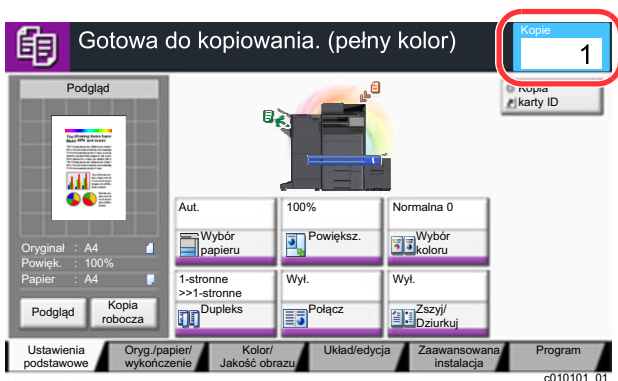 Gotowa do kopiowania. (pełny kolor)
Kopie
1
Podgląd
Kopia
karty ID
Oryginał : A4
Powięk. : 100%
Papier : A4
Podgląd
Kopia
robocza
Aut.
Wybór
papieru
100%
Powiększ.
Normalna 0
Wybór
koloru
1-stronne
>>1-stronne
Dupleks
Wył.
Połącz
Wył.
Zszyj/
Dziurkuj
Ustawienia
podstawowe
Oryg./papier/
wykończenie
Kolor/
Jakość obrazu
Układ/edycja
Zaawansowana
instalacja
Program
c010101_01